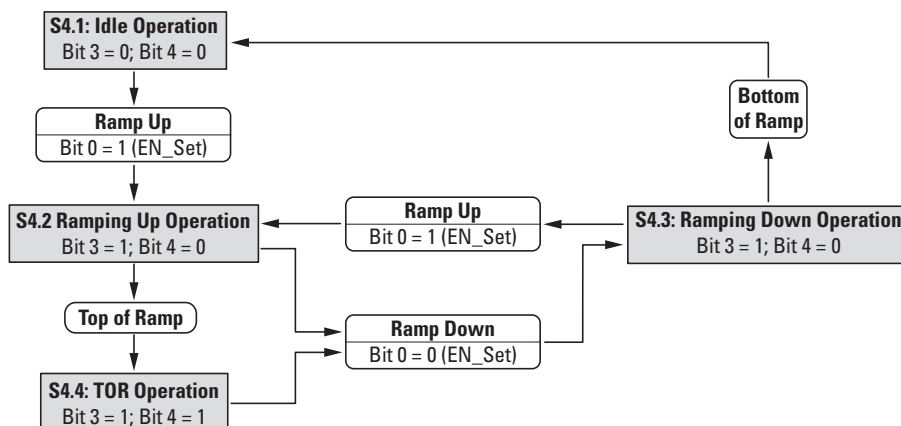 S4.1: Idle Operation
Bit 3 = 0; Bit 4 = 0
Bottom
of Ramp
Ramp Up
Bit 0 = 1 (EN_Set)
S4.2 Ramping Up Operation
Bit 3 = 1; Bit 4 = 0
Ramp Up
Bit 0 = 1 (EN_Set)
S4.3: Ramping Down Operation
Bit 3 = 1; Bit 4 = 0
Top of Ramp
Ramp Down
Bit 0 = 0 (EN_Set)
S4.4: TOR Operation
Bit 3 = 1; Bit 4 = 1